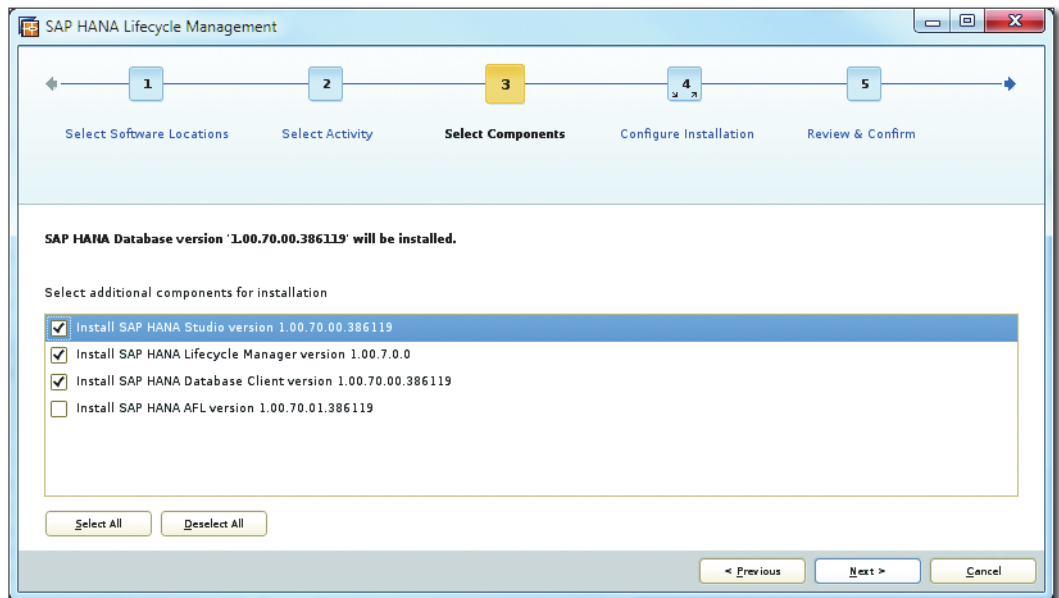 SAP HANA Lifecycle Management
1 2 3 4 5
Select Software Locations Select Activity Select Components Configure Installation Review & Confirm
SAP HANA Database version '1.00.70.00.386119' will be installed.
Select additional components for installation
Install SAP HANA Studio version 1.00.70.00.386119
Install SAP HANA Lifecycle Manager version 1.00.7.0.0
Install SAP HANA Database Client version 1.00.70.00.386119
Install SAP HANA AFL version 1.00.70.01.386119
Select All Deselect All
< Previous Next > Cancel